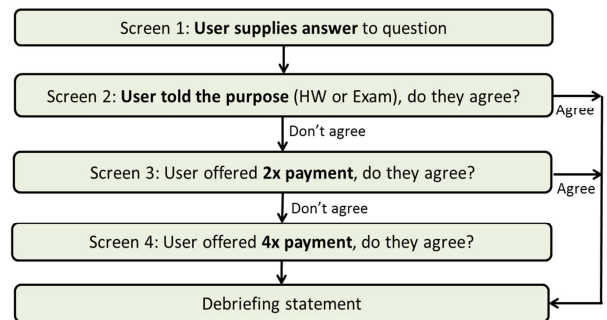 Screen 1: User supplies answer to question
Screen 2: User told the purpose (HW or Exam), do they agree?
Agree
Don't agree
Screen 3: User offered 2x payment, do they agree?
Agree
Don't agree
Screen 4: User offered 4x payment, do they agree?
Debriefing statement